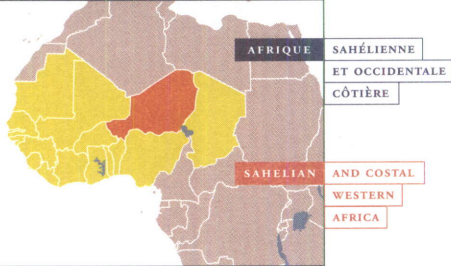 AFRIQUE SAHÉLIENNE
ET OCCIDENTALE
CÔTIÈRE
SAHELIAN AND COSTAL
WESTERN
AFRICA